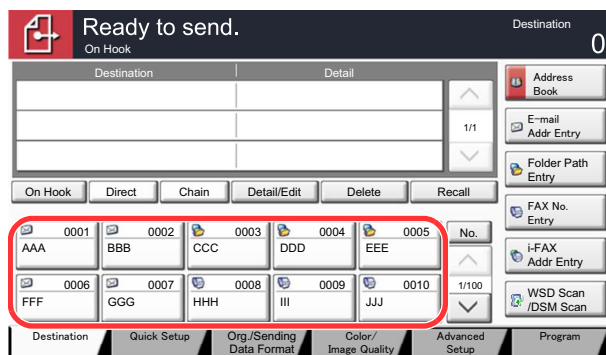 Ready to send.
Destination
On Hook
0
Destination
Detail
1/1
Address
Book
E-mail
Addr Entry
Folder Path
Entry
On Hook
Direct
Chain
Detail/Edit
Delete
Recall
FAX No.
Entry
0001
0002
0003
0004
0005
No.
AAA
BBB
CCC
DDD
EEE
i-FAX
Addr Entry
0006
0007
0008
0009
0010
1/100
FFF
GGG
HHH
III
JJJ
WSD Scan
/DSM Scan
Destination
Quick Setup
Org./Sending
Data Format
Color/
Image Quality
Advanced
Setup
Program